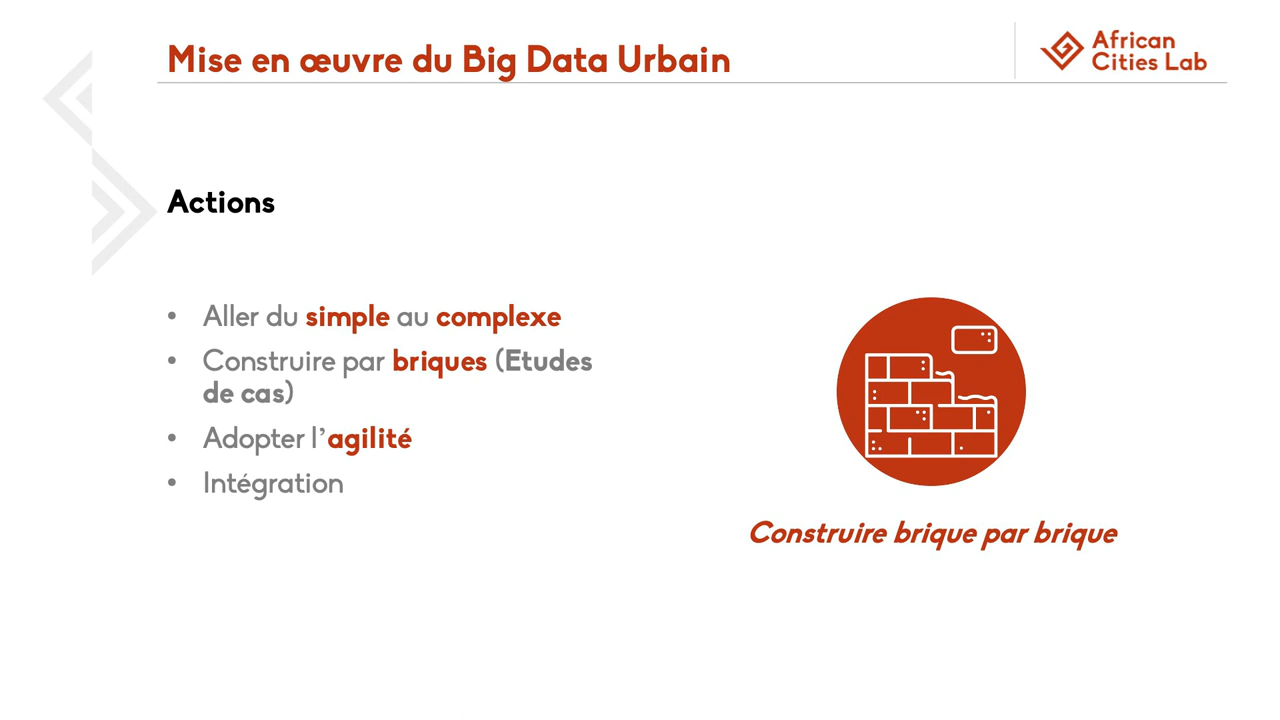 Mise en œuvre du Big Data Urbain
African
Cities Lab
Actions
• Aller du simple au complexe
• Construire par briques (Etudes
de cas)
• Adopter l’agilité
• Intégration
Construire brique par brique